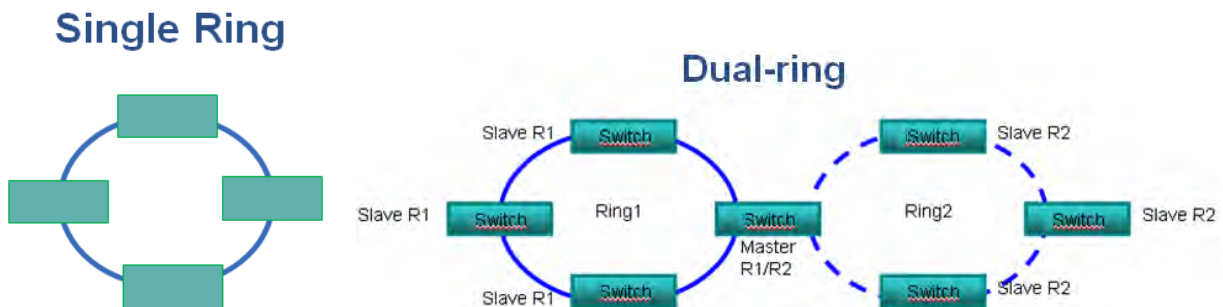 Single Ring
Dual-ring
Slave R1
Switch
Switch
Slave R2
Slave R1
Switch
Ring1
Switch
Ring2
Switch
Slave R2
Master
R1/R2
Slave R1
Switch
Switch
Slave R2